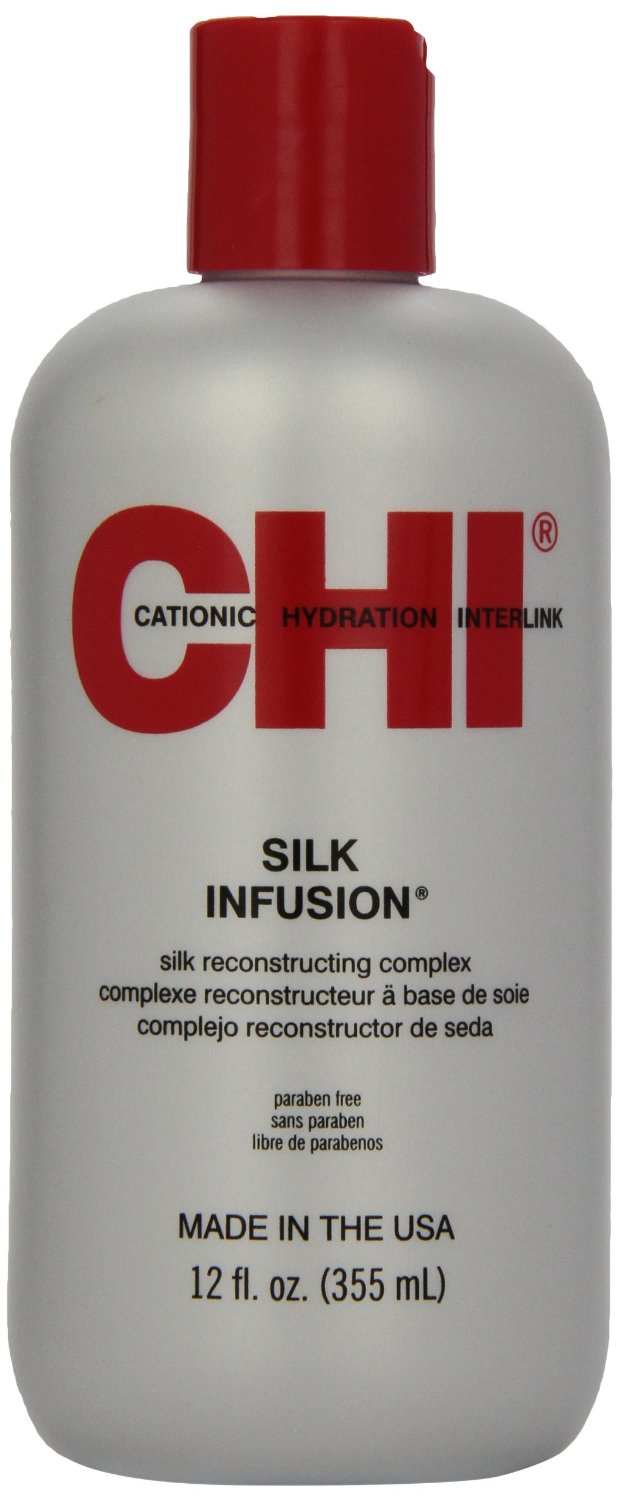 CHI®
CATIONIC HYDRATION INTERLINK
SILK
INFUSION®
silk reconstructing complex
complexe reconstructeur ä base de soie
complejo reconstructor de seda
paraben free
sans paraben
libre de parabenos
MADE IN THE USA
12 fl. oz. (355 mL)